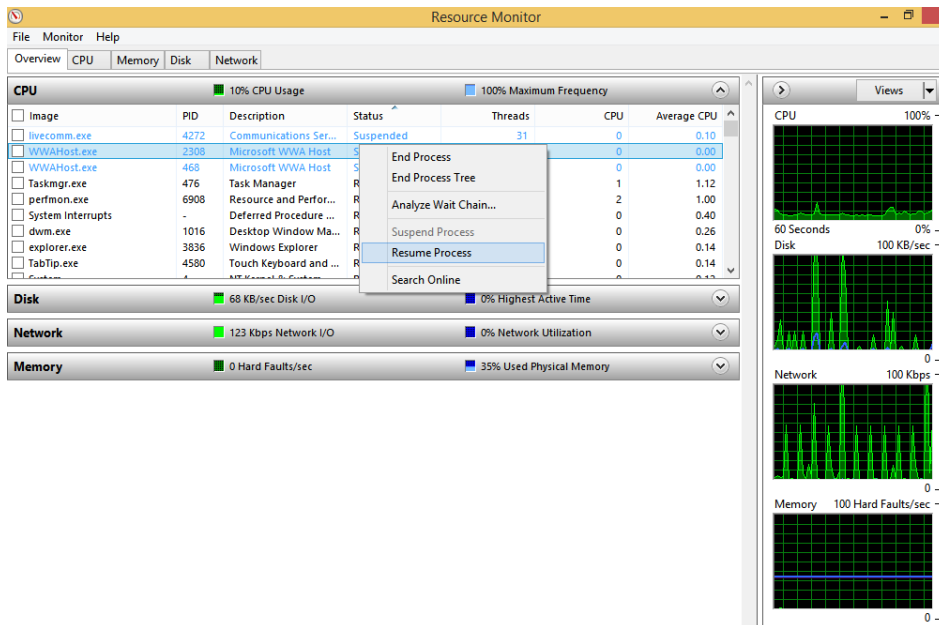 Resource Monitor
File Monitor Help
Overview CPU Memory Disk Network
CPU 10% CPU Usage 100% Maximum Frequency
Image PID Description Status Threads CPU Average CPU
livecomm.exe 4272 Communications Ser... Suspended 31 0 0.10
WWAHost.exe 2308 Microsoft WWA Host 0 0.00
WWAHost.exe 468 Microsoft WWA Host S 0 0.00
Taskmgr.exe 476 Task Manager R 1 1.12
perfmon.exe 6908 Resource and Perfor... R 2 1.00
System Interrupts - Deferred Procedure ... R 0 0.40
dwm.exe 1016 Desktop Window Ma... R 0 0.26
explorer.exe 3836 Windows Explorer R 0 0.14
TabTip.exe 4580 Touch Keyboard and ... R 0 0.14
End Process
End Process Tree
Analyze Wait Chain...
Suspend Process
Resume Process
Search Online
Disk 68 KB/sec Disk I/O 0% Highest Active Time
Network 123 Kbps Network I/O 0% Network Utilization
Memory 0 Hard Faults/sec 35% Used Physical Memory
Views
CPU 100%
60 Seconds 0%
Disk 100 KB/sec
0
Network 100 Kbps
0
Memory 100 Hard Faults/sec
0